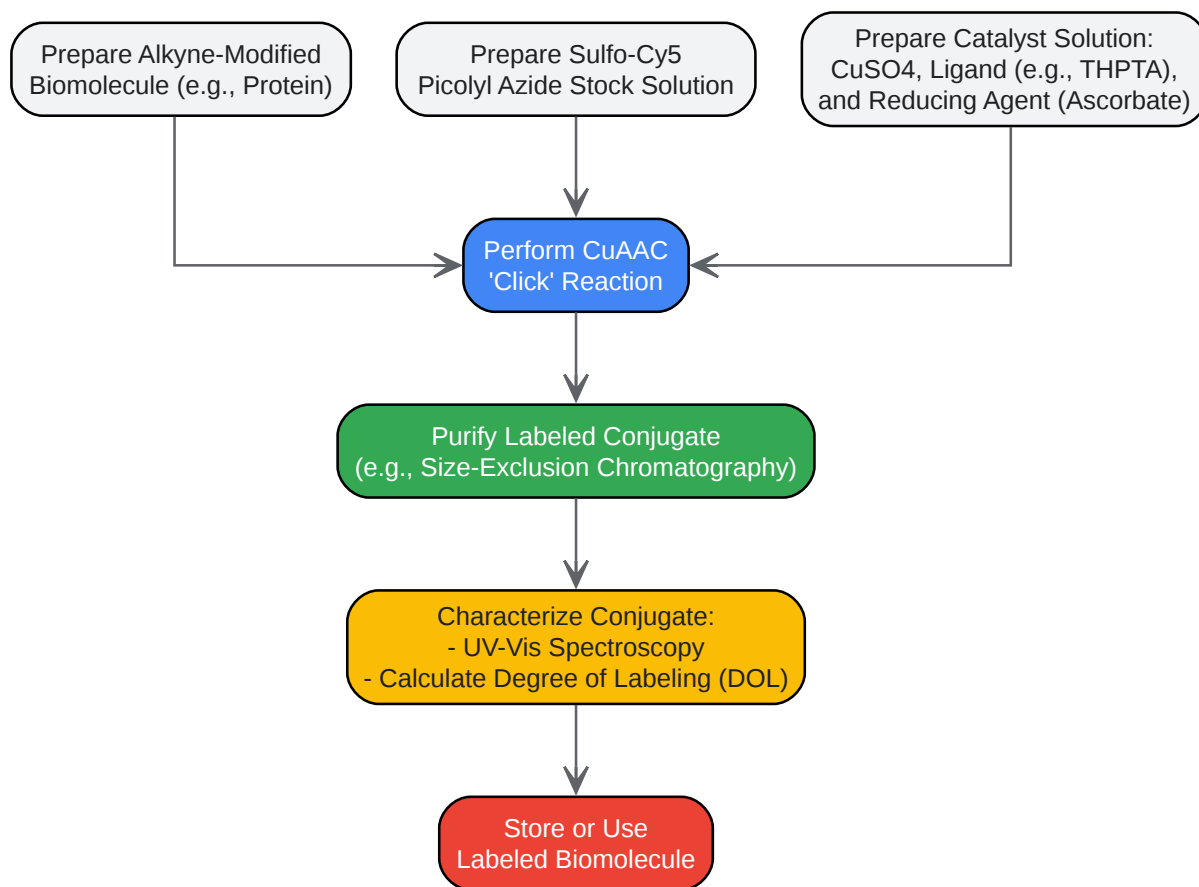 Prepare Alkyne-Modified
Biomolecule (e.g., Protein)
Prepare Sulfo-Cy5
Picolyl Azide Stock Solution
Prepare Catalyst Solution:
CuSO4, Ligand (e.g., THPTA),
and Reducing Agent (Ascorbate)
Perform CuAAC
'Click' Reaction
Purify Labeled Conjugate
(e.g., Size-Exclusion Chromatography)
Characterize Conjugate:
- UV-Vis Spectroscopy
- Calculate Degree of Labeling (DOL)
Store or Use
Labeled Biomolecule